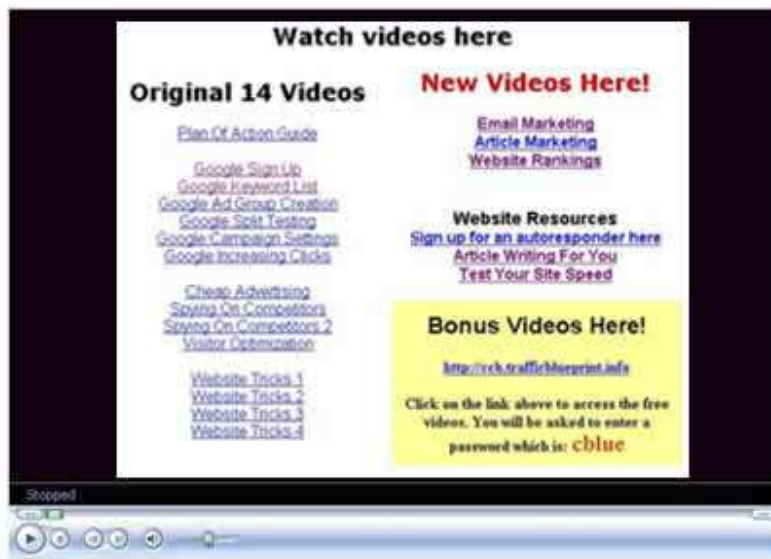 Watch videos here
Original 14 Videos
Plan Of Action Guide
Google Sign Up
Google Keyword List
Google Ad Group Creation
Google Split Testing
Google Campaign Settings
Google Increasing Clicks
Cheap Advertising
Spying On Competitors
Spying On Competitors 2
Visitor Optimization
Website Tricks 1
Website Tricks 2
Website Tricks 3
Website Tricks 4
New Videos Here!
Email Marketing
Article Marketing
Website Rankings
Website Resources
Sign up for an autoresponder here
Article Writing For You
Test Your Site Speed
Bonus Videos Here!
Click on the link above to access the free
videos. You will be asked to enter a
password which is: cblue
Stopped